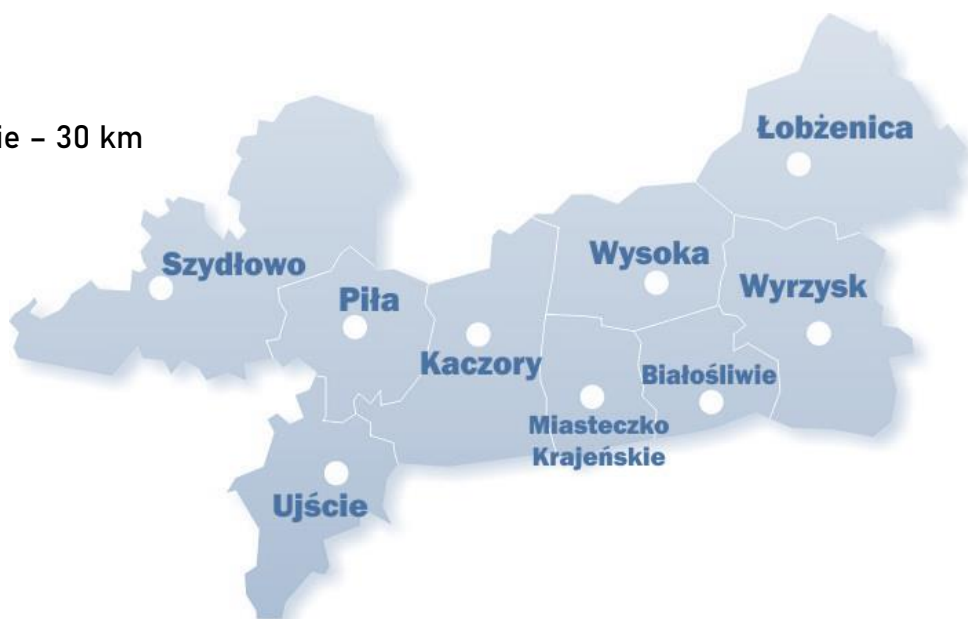 ie – 30 km
Łobżenica
Wysoka
Szydłowo
Wyrzysk
Piła
Kaczory
Białośliwie
Miasteczko
Krajeńskie
Ujście